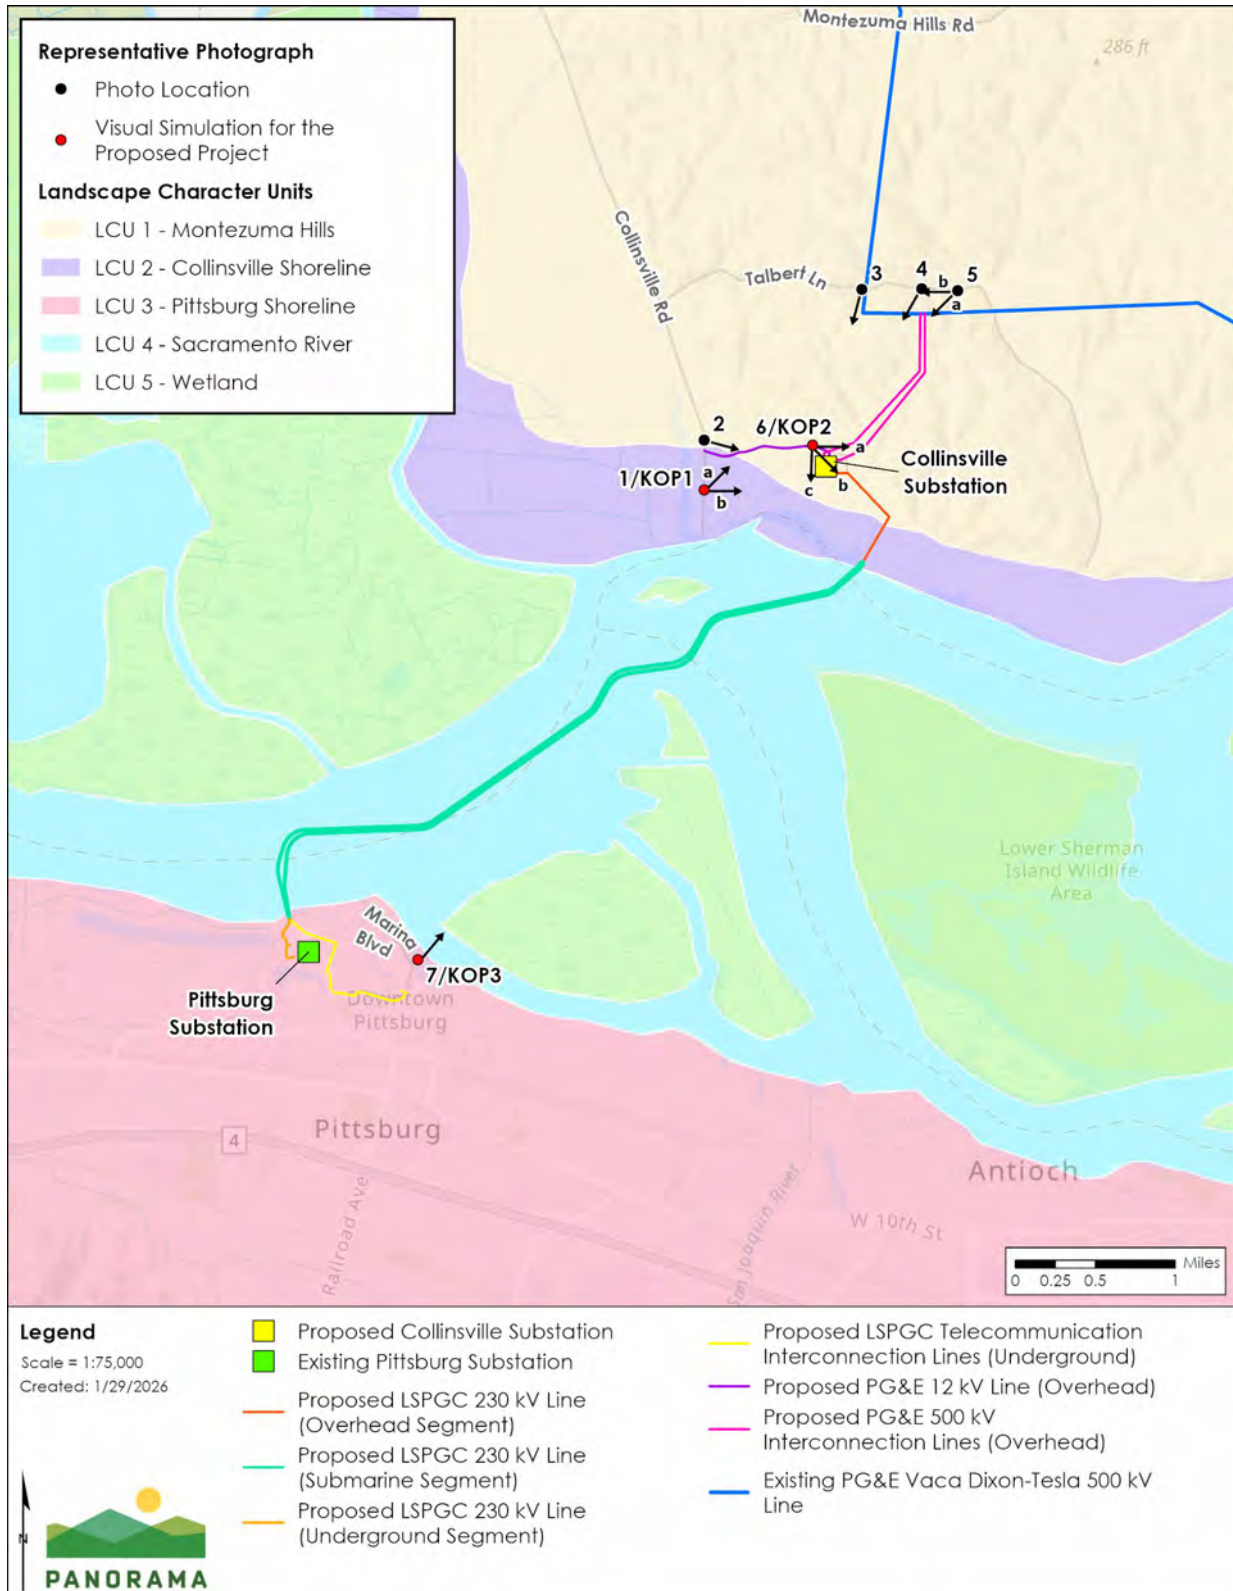 Representative Photograph
Photo Location
Visual Simulation for the
Proposed Project
Landscape Character Units
LCU 1 - Montezuma Hills
LCU 2 - Collinsville Shoreline
LCU 3 - Pittsburg Shoreline
LCU 4 - Sacramento River
LCU 5 - Wetland
Montezuma Hills Rd
286 ft
Collinsville Rd
Talbert Ln
3
4
5
b
a
2
6/KOP2
a
b
c
Collinsville
Substation
1/KOP1
a
b
Lower Sherman
Island Wildlife
Area
Marina
Blvd
7/KOP3
Pittsburg
Substation
Downtown
Pittsburg
Pittsburg
4
Railroad Ave
San Joaquin River
Antioch
W 10th St
Miles
0 0.25 0.5 1
Legend
Scale = 1:75,000
Created: 1/29/2026
N
PANORAMA
Proposed Collinsville Substation
Existing Pittsburg Substation
Proposed LSPGC 230 kV Line
(Overhead Segment)
Proposed LSPGC 230 kV Line
(Submarine Segment)
Proposed LSPGC 230 kV Line
(Underground Segment)
Proposed LSPGC Telecommunication
Interconnection Lines (Underground)
Proposed PG&E 12 kV Line (Overhead)
Proposed PG&E 500 kV
Interconnection Lines (Overhead)
Existing PG&E Vaca Dixon-Tesla 500 kV
Line